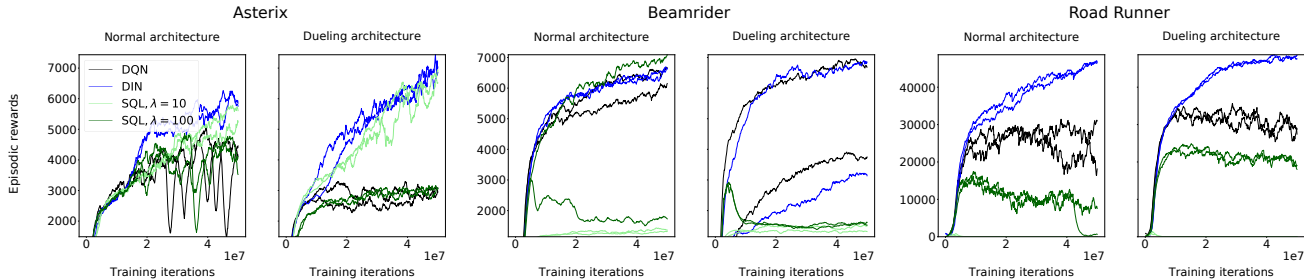 Asterix
Beamrider
Road Runner
Normal architecture
Dueling architecture
Normal architecture
Dueling architecture
Normal architecture
Dueling architecture
Episodic rewards
7000
6000
5000
4000
3000
2000
DQN
DIN
SQL, λ = 10
SQL, λ = 100
7000
6000
5000
4000
3000
2000
40000
30000
20000
10000
0
0 2 4
0 2 4
0 2 4
0 2 4
0 2 4
0 2 4
1e7
1e7
1e7
1e7
1e7
1e7
Training iterations
Training iterations
Training iterations
Training iterations
Training iterations
Training iterations